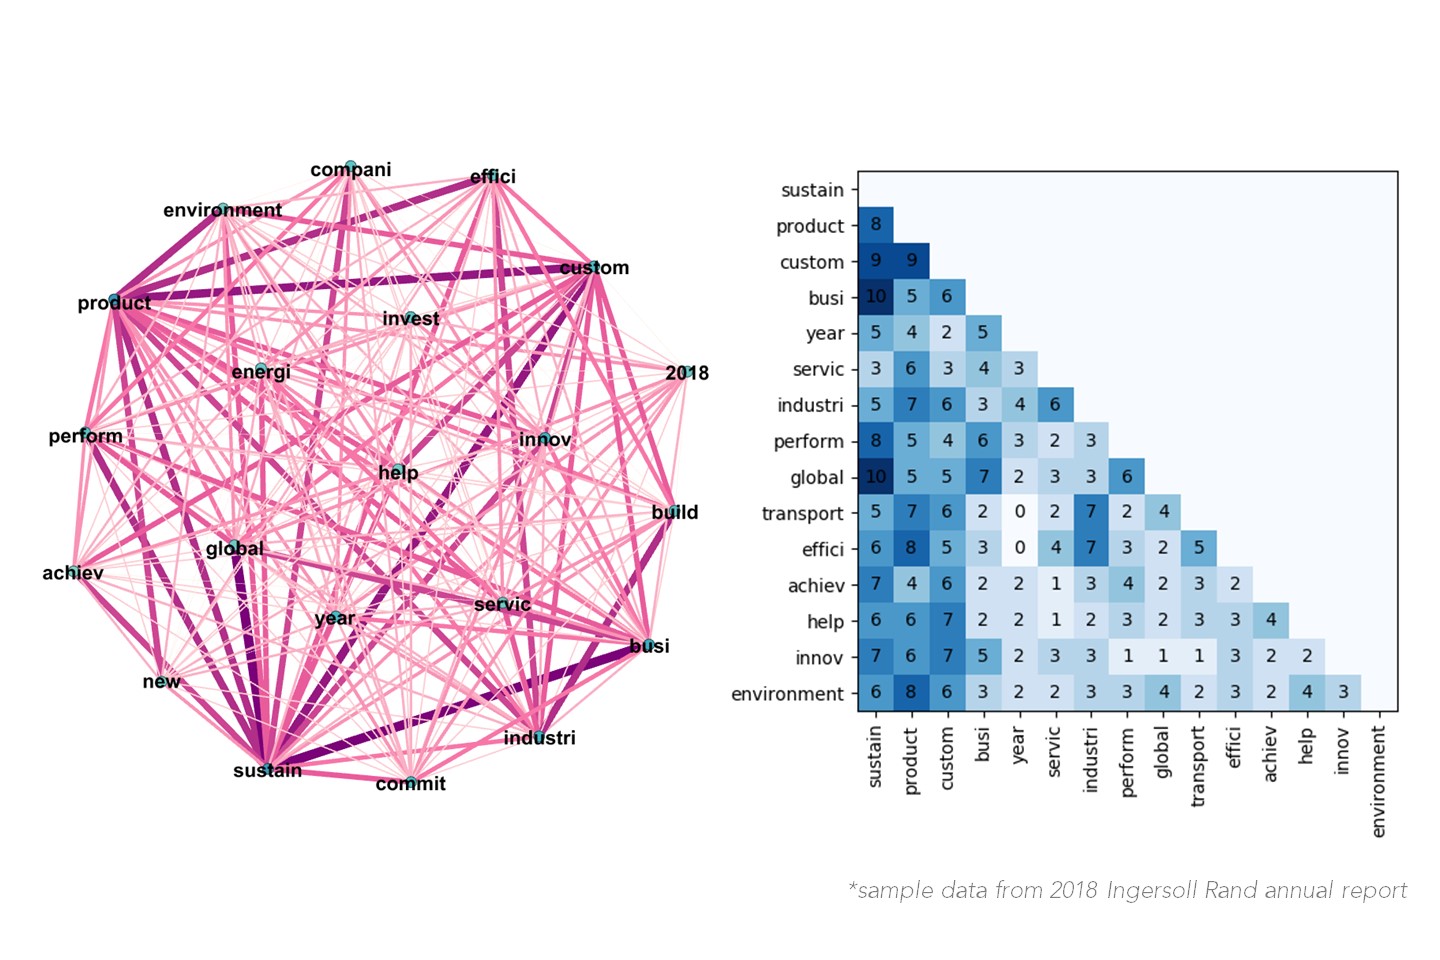 compani
effici
environment
custom
product
invest
energi
2018
perform
innov
help
build
global
achiev
servic
year
busi
new
industri
sustain
commit
sustain
product 8
custom 9 9
busi 10 5 6
year 5 4 2 5
servic 3 6 3 4 3
industri 5 7 6 3 4 6
perform 8 5 4 6 3 2 3
global 10 5 5 7 2 3 3 6
transport 5 7 6 2 0 2 7 2 4
effici 6 8 5 3 0 4 7 3 2 5
achiev 7 4 6 2 2 1 3 4 2 3 2
help 6 6 7 2 2 1 2 3 2 3 3 4
innov 7 6 7 5 2 3 3 1 1 1 3 2 2
environment 6 8 6 3 2 2 3 3 4 2 3 2 4 3
sustain product custom busi year servic industri perform global transport effici achiev help innov environment
*sample data from 2018 Ingersoll Rand annual report